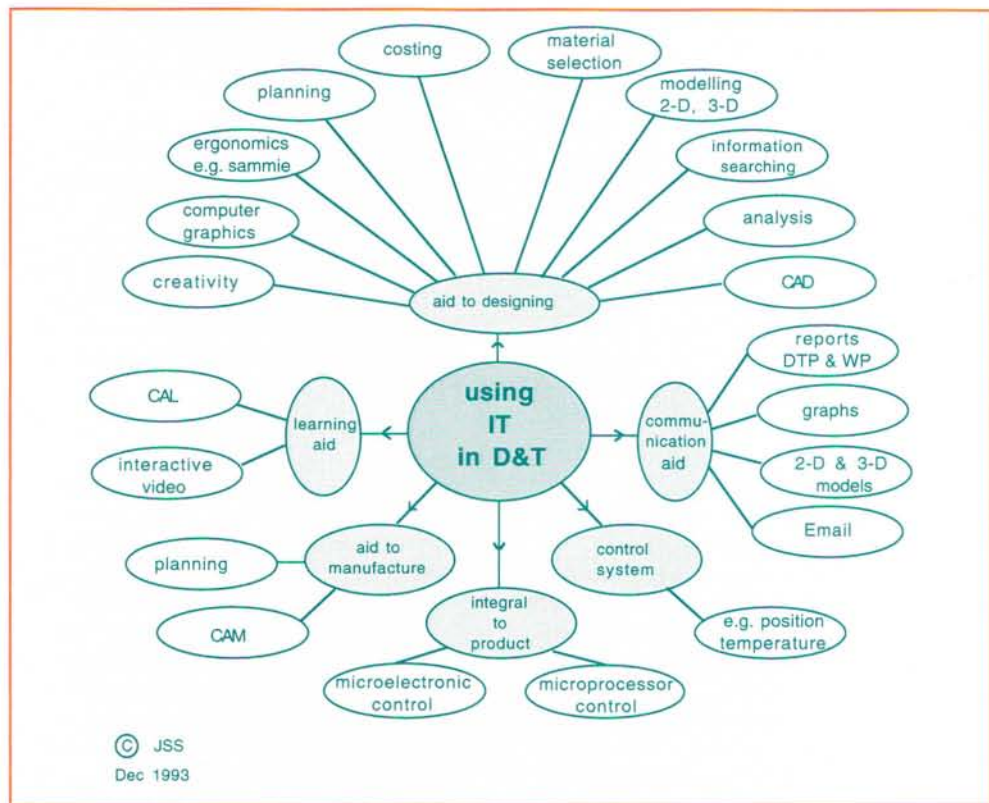 costing
material
selection
planning
modelling
2-D, 3-D
ergonomics
e.g. sammie
information
searching
computer
graphics
analysis
creativity
aid to designing
CAD
reports
DTP & WP
using
IT
in D&T
CAL
learning
aid
commu-
nication
aid
graphs
interactive
video
2-D & 3-D
models
Email
planning
aid to
manufacture
control
system
CAM
integral
to
product
e.g. position
temperature
microelectronic
control
microprocessor
control
© JSS
Dec 1993